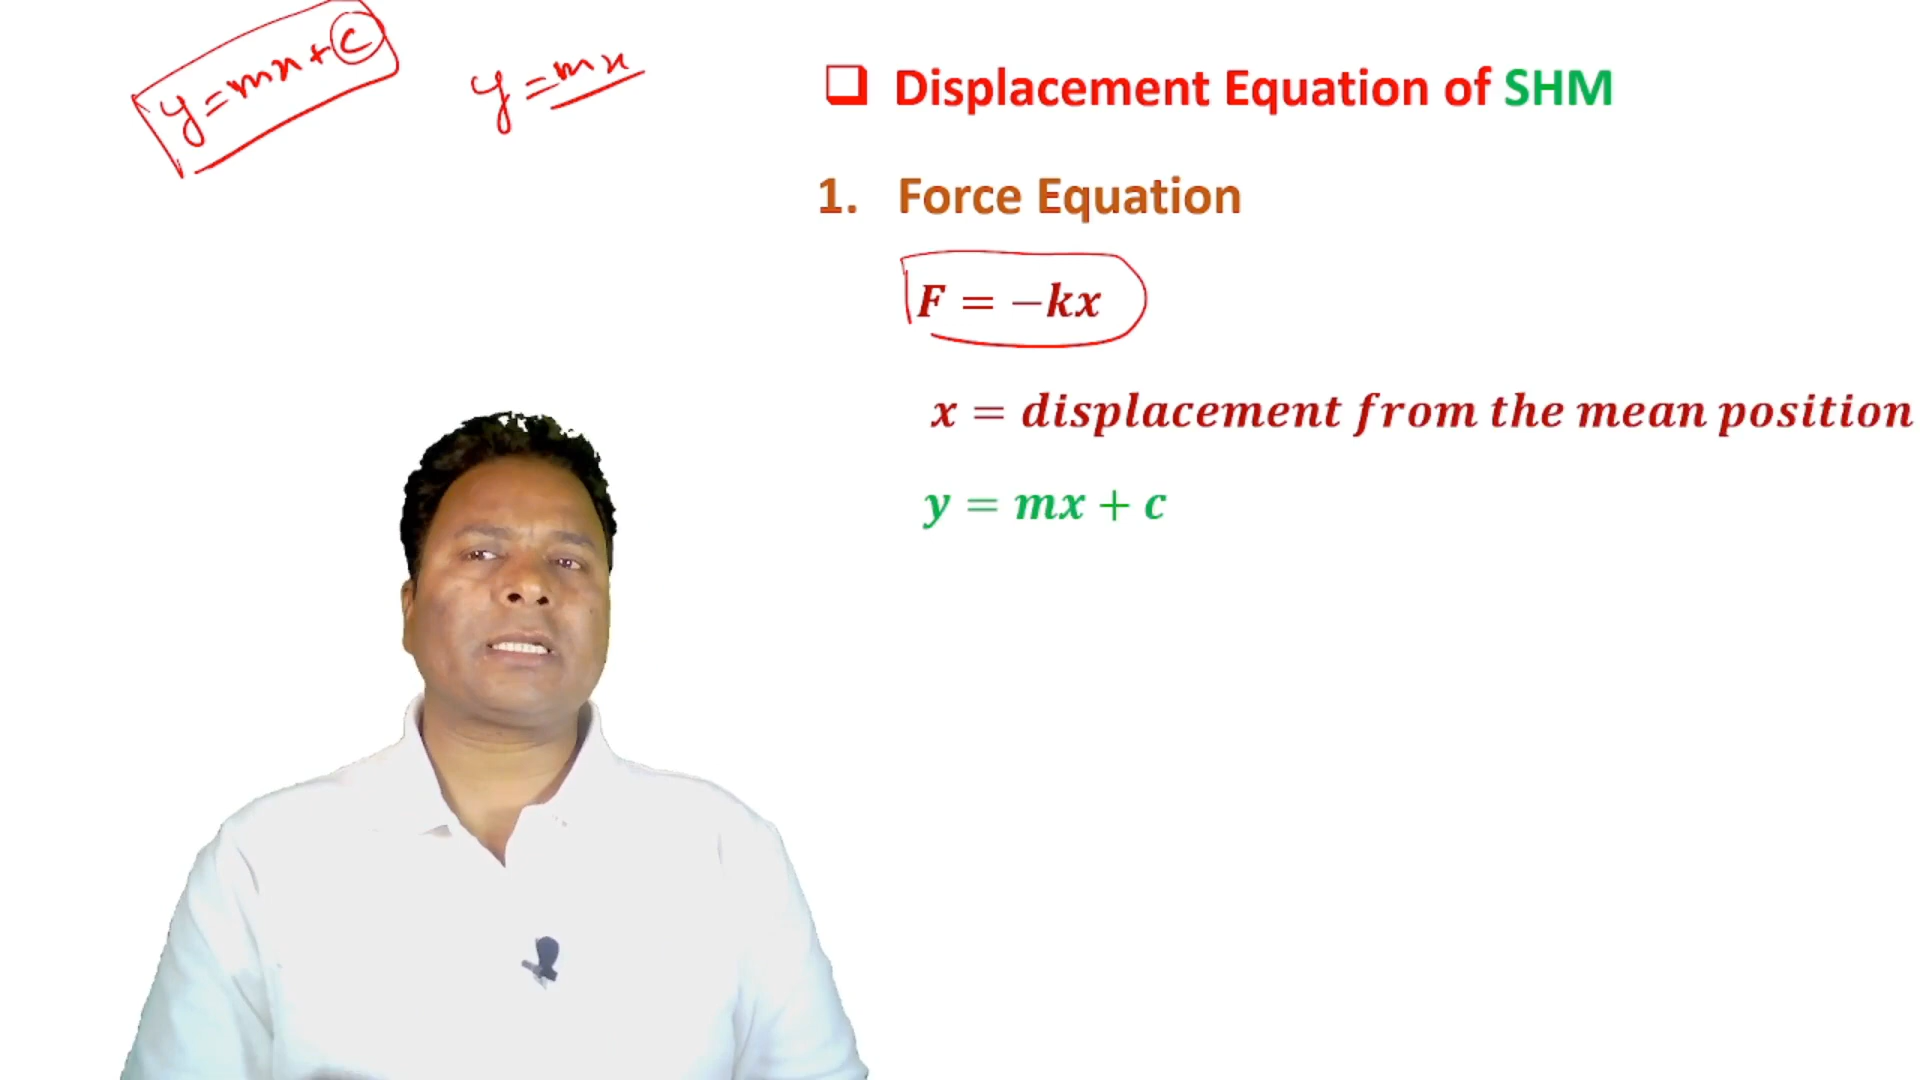 y=mx+c
y=mx
❑ Displacement Equation of SHM
1. Force Equation
F = −kx
x = displacement from the mean position
y = mx + c